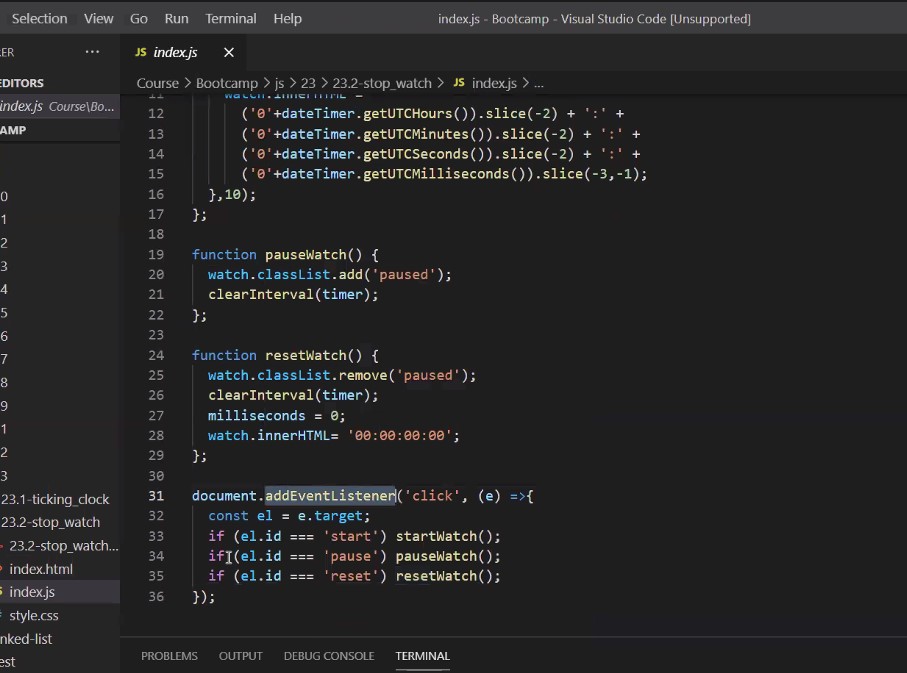 Selection View Go Run Terminal Help
index.js - Bootcamp - Visual Studio Code [Unsupported]
ER ···
JS index.js ×
EDITORS
Course > Bootcamp > js > 23 > 23.2-stop_watch > JS index.js > ...
index.js Course\Bo...
AMP
11 watch.innerHTML =
12 ('0'+dateTimer.getUTCHours()).slice(-2) + ':' +
13 ('0'+dateTimer.getUTCMinutes()).slice(-2) + ':' +
14 ('0'+dateTimer.getUTCSeconds()).slice(-2) + ':' +
15 ('0'+dateTimer.getUTCMilliseconds()).slice(-3,-1);
16 },10);
17 };
18
19 function pauseWatch() {
20 watch.classList.add('paused');
21 clearInterval(timer);
22 };
23
24 function resetWatch() {
25 watch.classList.remove('paused');
26 clearInterval(timer);
27 milliseconds = 0;
28 watch.innerHTML= '00:00:00:00';
29 };
30
31 document.addEventListener('click', (e) =>{
32 const el = e.target;
33 if (el.id === 'start') startWatch();
34 if (el.id === 'pause') pauseWatch();
35 if (el.id === 'reset') resetWatch();
36 });
0
1
2
3
4
5
6
7
8
9
1
2
3
23.1-ticking_clock
23.2-stop_watch
23.2-stop_watch...
index.html
index.js
style.css
nked-list
est
PROBLEMS OUTPUT DEBUG CONSOLE TERMINAL